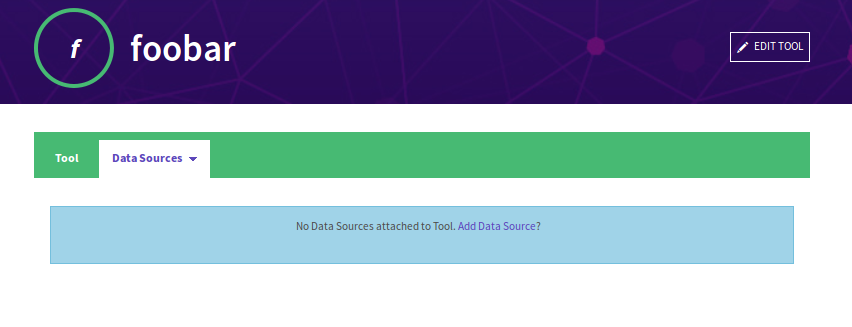 f
foobar
EDIT TOOL
Tool
Data Sources
No Data Sources attached to Tool. Add Data Source?